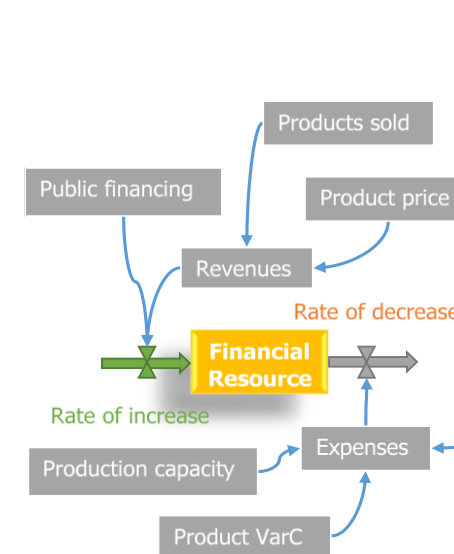 Products sold
Public financing
Product price
Revenues
Rate of decrease
Financial
Resource
Rate of increase
Expenses
Production capacity
Product VarC